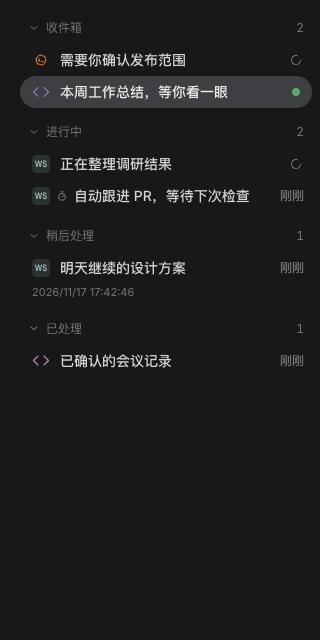 收件箱 2
需要你确认发布范围
本周工作总结，等你看一眼
进行中 2
WS 正在整理调研结果
WS 自动跟进 PR，等待下次检查 刚刚
稍后处理 1
WS 明天继续的设计方案 刚刚
2026/11/17 17:42:46
已处理 1
已确认的会议记录 刚刚